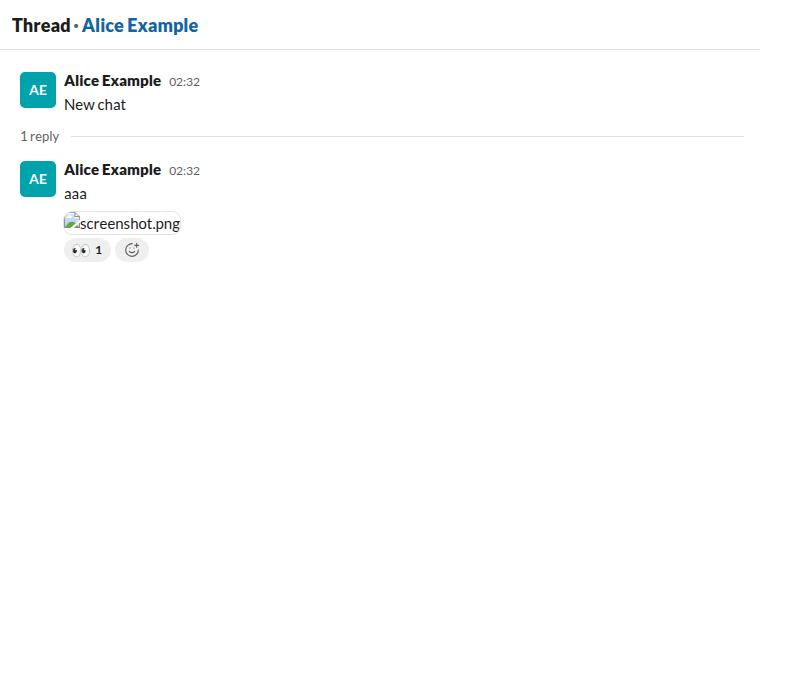 Thread • Alice Example
AE
Alice Example 02:32
New chat
1 reply
AE
Alice Example 02:32
aaa
screenshot.png
👀 1